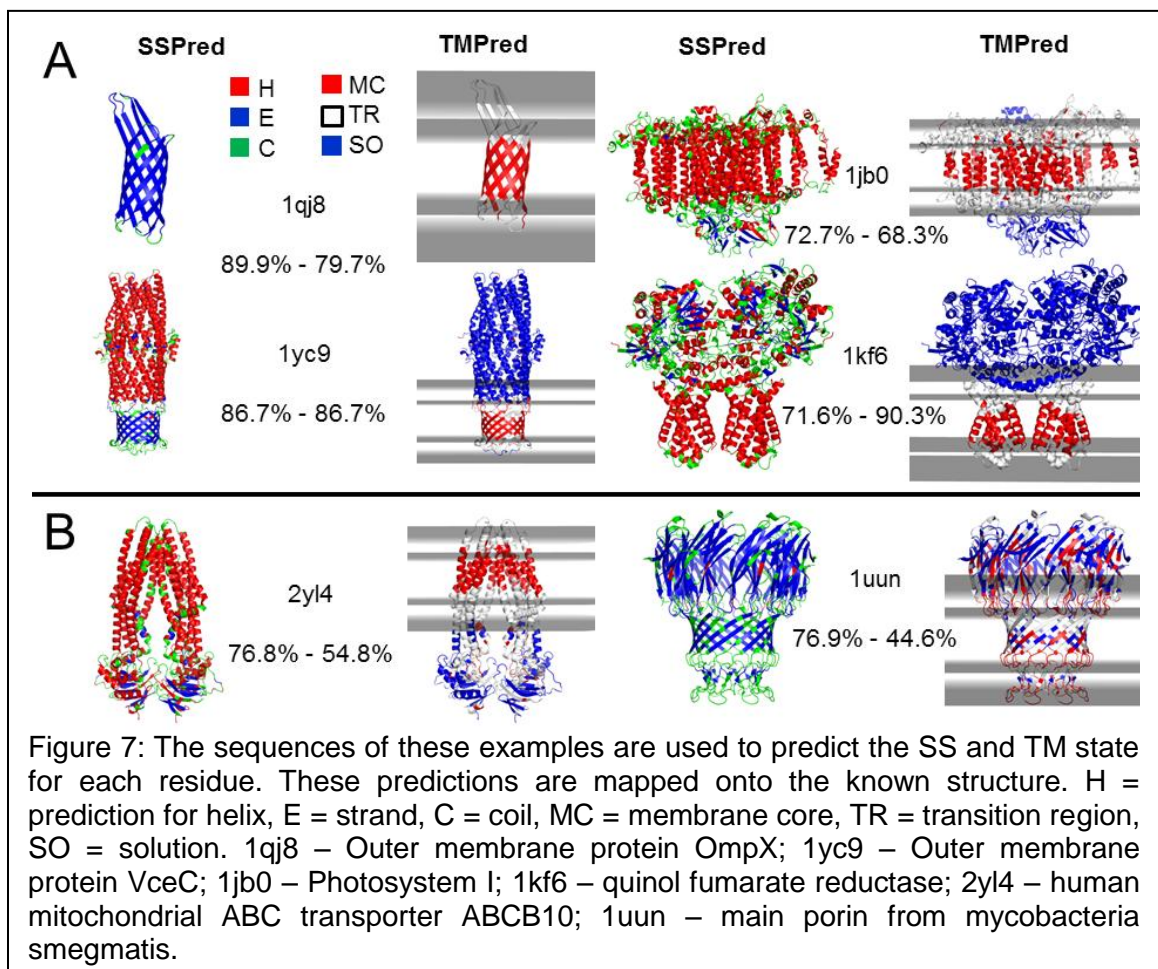 SSPred TMPred SSPred TMPred
A
H MC
E TR
C SO
1qj8
89.9% - 79.7%
1jb0
72.7% - 68.3%
1yc9
86.7% - 86.7%
1kf6
71.6% - 90.3%
B
2yl4
76.8% - 54.8%
1uun
76.9% - 44.6%
Figure 7: The sequences of these examples are used to predict the SS and TM state
for each residue. These predictions are mapped onto the known structure. H =
prediction for helix, E = strand, C = coil, MC = membrane core, TR = transition region,
SO = solution. 1qj8 – Outer membrane protein OmpX; 1yc9 – Outer membrane
protein VceC; 1jb0 – Photosystem I; 1kf6 – quinol fumarate reductase; 2yl4 – human
mitochondrial ABC transporter ABCB10; 1uun – main porin from mycobacteria
smegmatis.